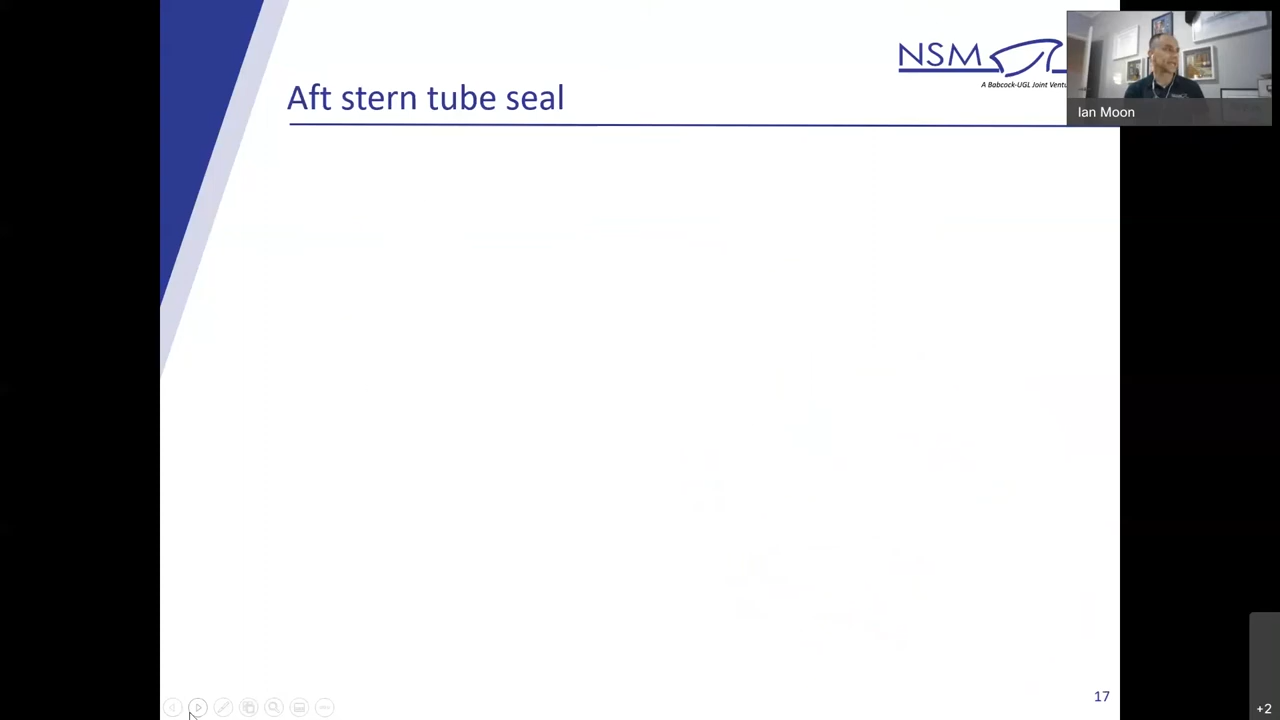 NSM
A Babcock-UGL Joint Ventu
Aft stern tube seal
Ian Moon
17
+2